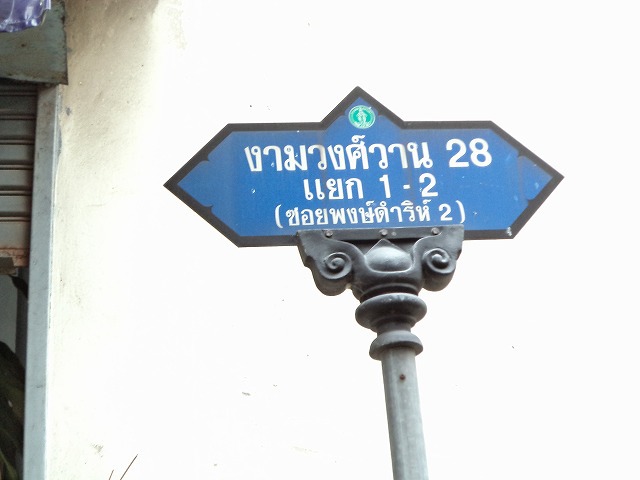 งามวงศ์วาน 28
แยก 1 - 2
(ซอยพงษ์ดำริห์ 2)